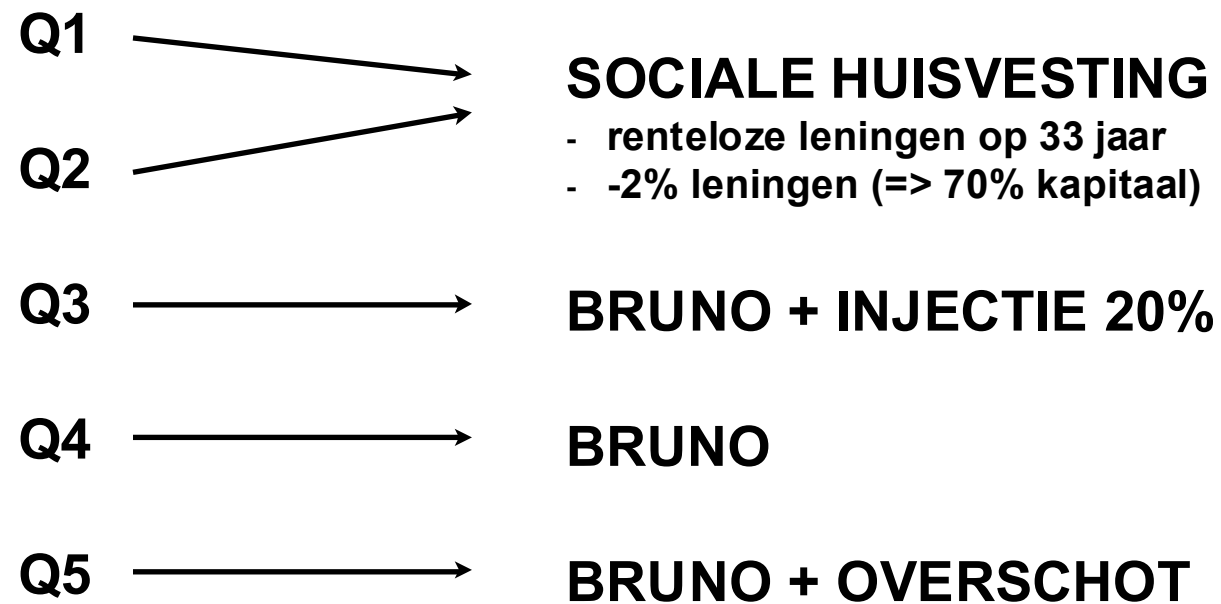 Q1
SOCIALE HUISVESTING
- renteloze leningen op 33 jaar
Q2
- -2% leningen (=> 70% kapitaal)
Q3
BRUNO + INJECTIE 20%
Q4
BRUNO
Q5
BRUNO + OVERSCHOT